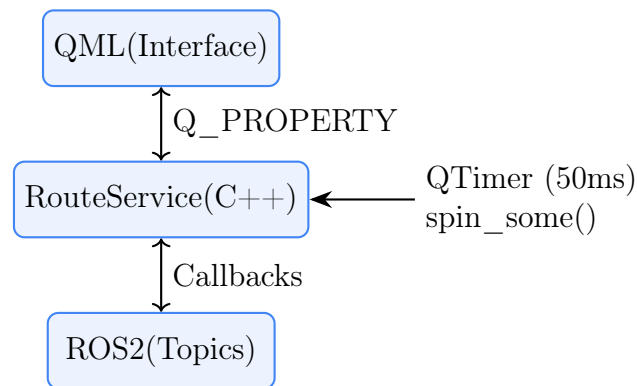 QML(Interface)
Q_PROPERTY
RouteService(C++)
QTimer (50ms)
spin_some()
Callbacks
ROS2(Topics)